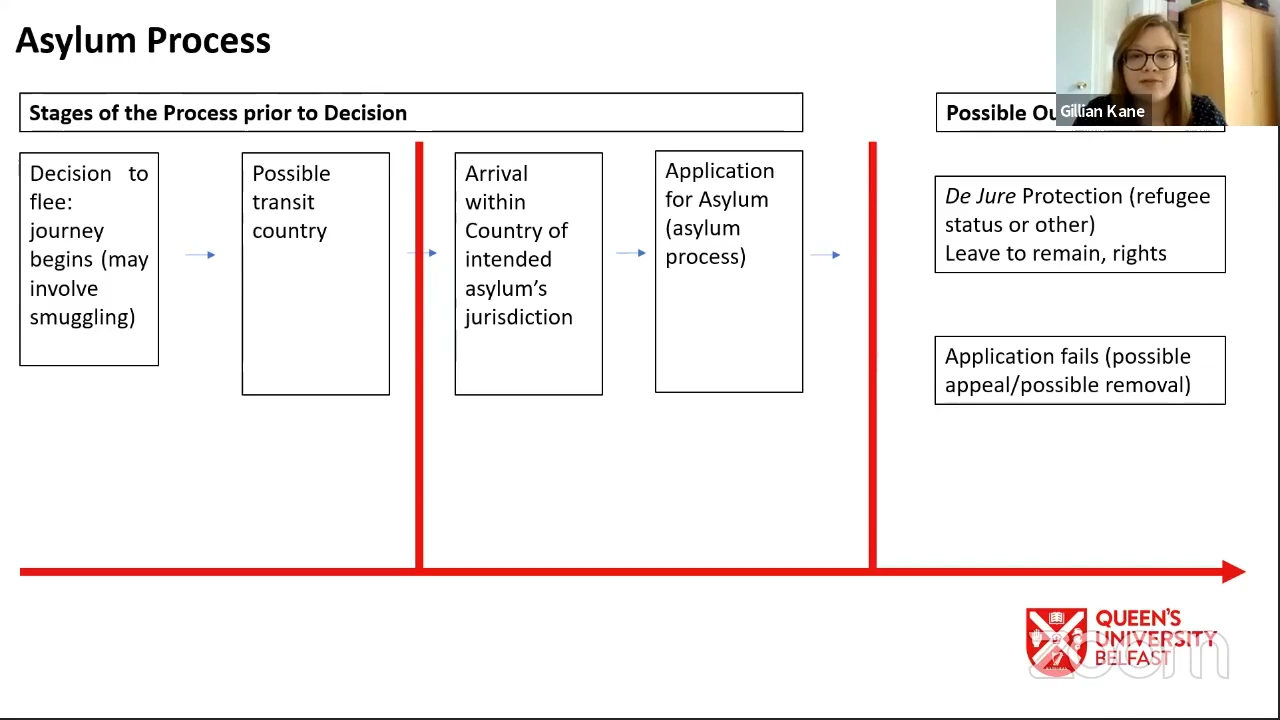 Asylum Process
Gillian Kane
Stages of the Process prior to Decision
Possible
Decision to
flee:
journey
begins (may
involve
smuggling)
Possible
transit
country
Arrival
within
Country of
intended
asylum’s
jurisdiction
Application
for Asylum
(asylum
process)
De Jure Protection (refugee
status or other)
Leave to remain, rights
Application fails (possible
appeal/possible removal)
QUEEN'S
UNIVERSITY
BELFAST
zoom